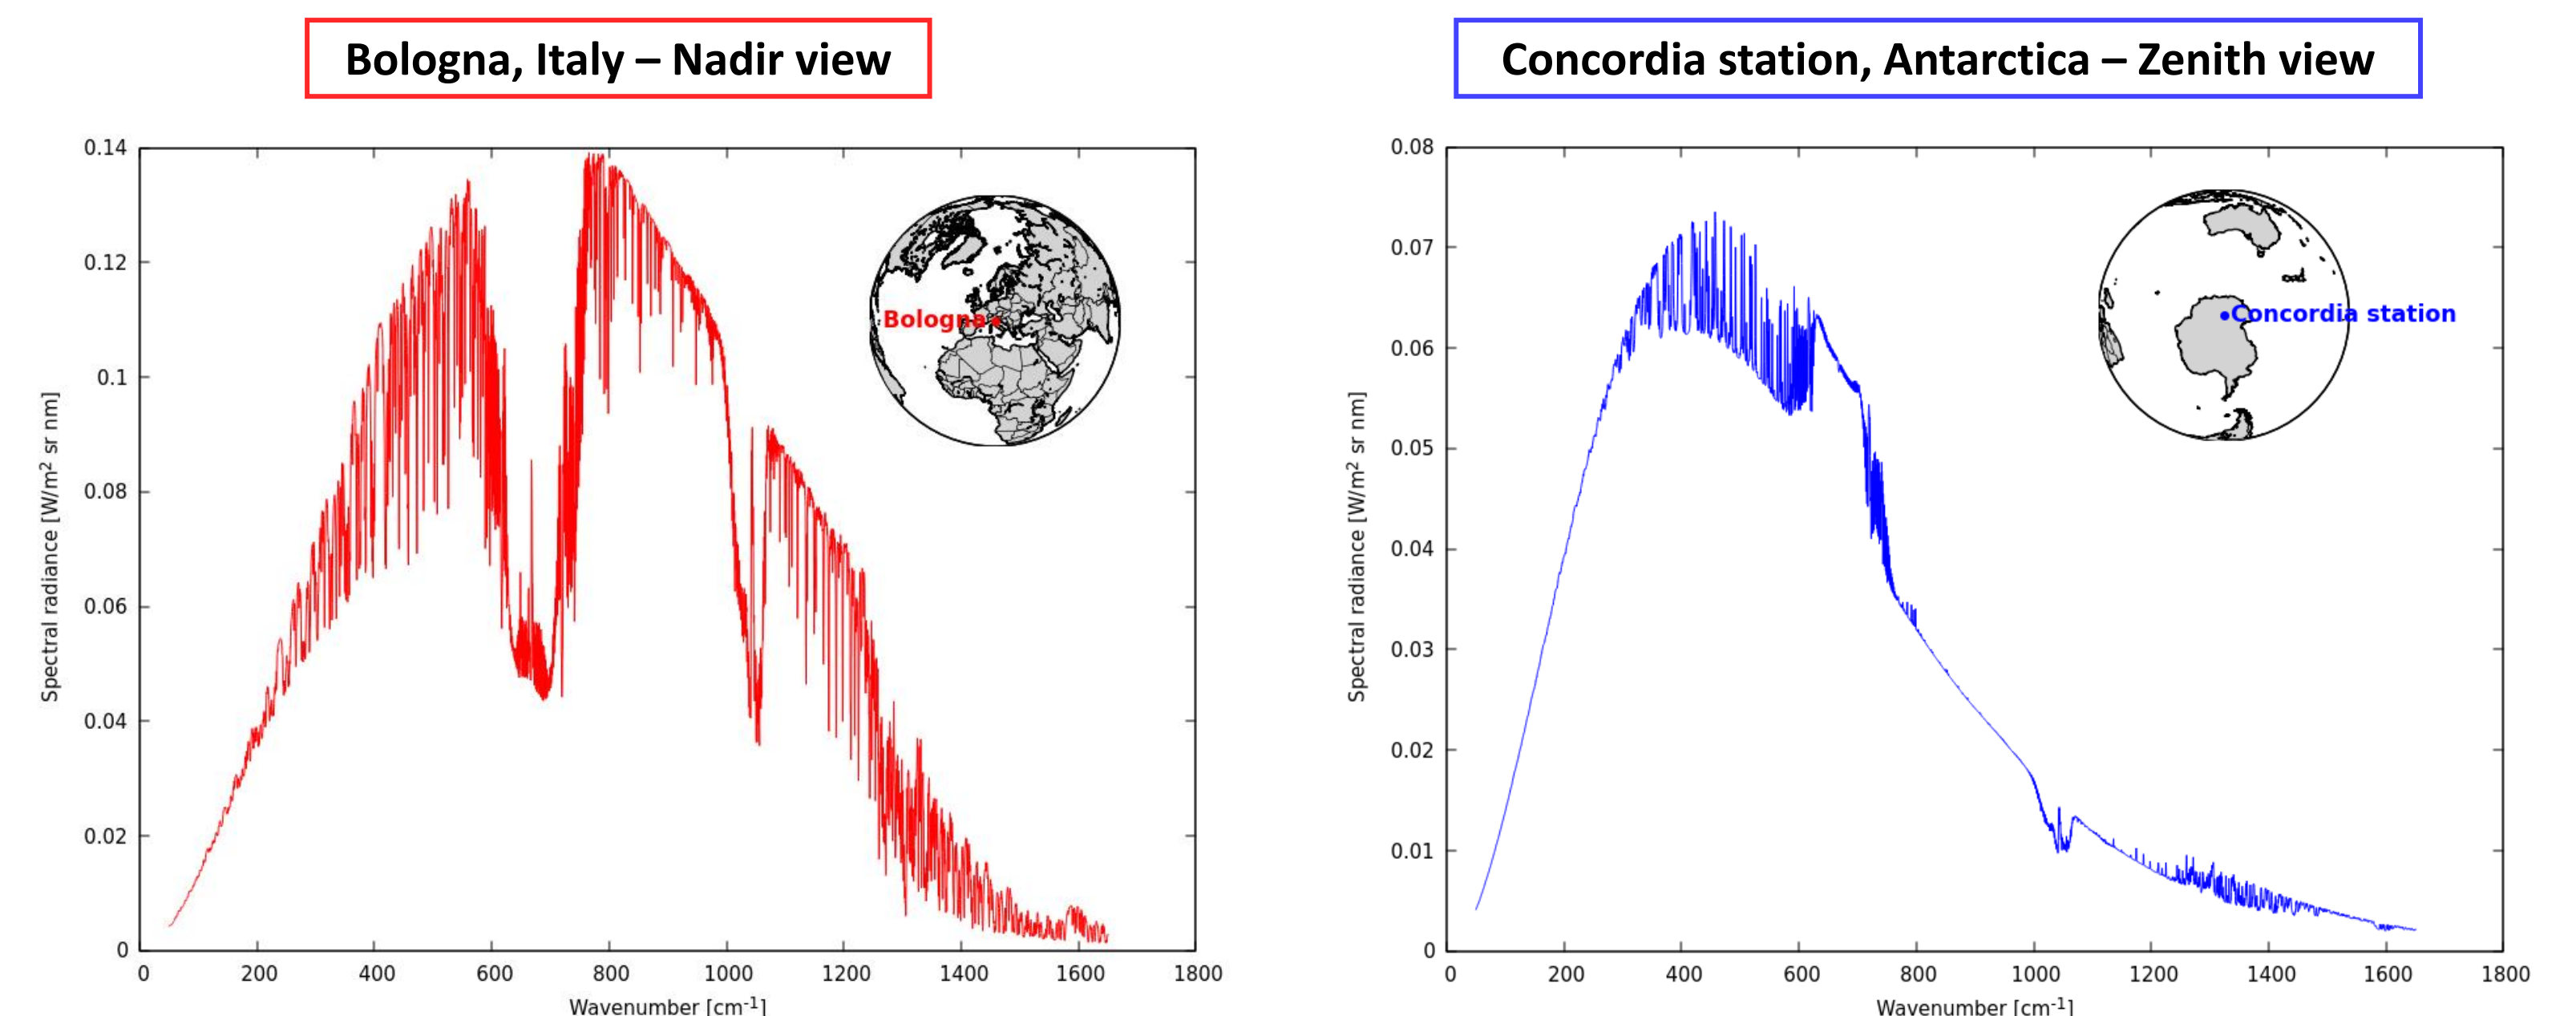 Bologna, Italy – Nadir view
0.14
0.12
0.1
0.08
0.06
0.04
0.02
0
Spectral radiance [W/m² sr nm]
0 200 400 600 800 1000 1200 1400 1600 1800
Wavenumber [cm⁻¹]
Bologna
Concordia station, Antarctica – Zenith view
0.08
0.07
0.06
0.05
0.04
0.03
0.02
0.01
0
Spectral radiance [W/m² sr nm]
0 200 400 600 800 1000 1200 1400 1600 1800
Wavenumber [cm⁻¹]
Concordia station